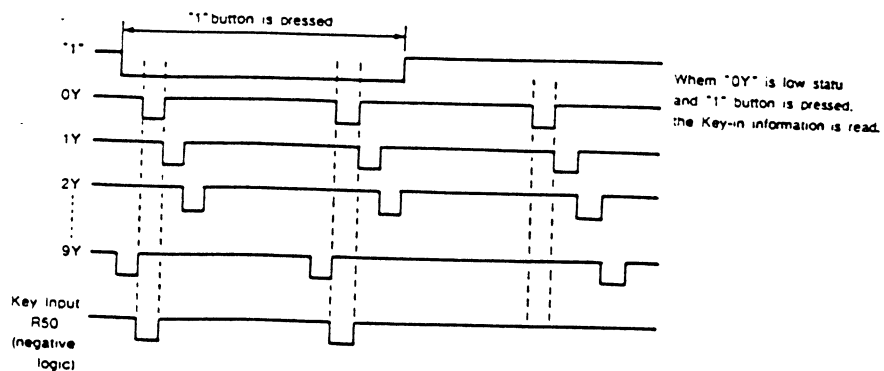 "1" button is pressed
"1"
Wherm "0Y" is low statu
and "1" button is pressed,
the Key-in information is read.
0Y
1Y
2Y
9Y
Key Input
R50
(negative
logic)